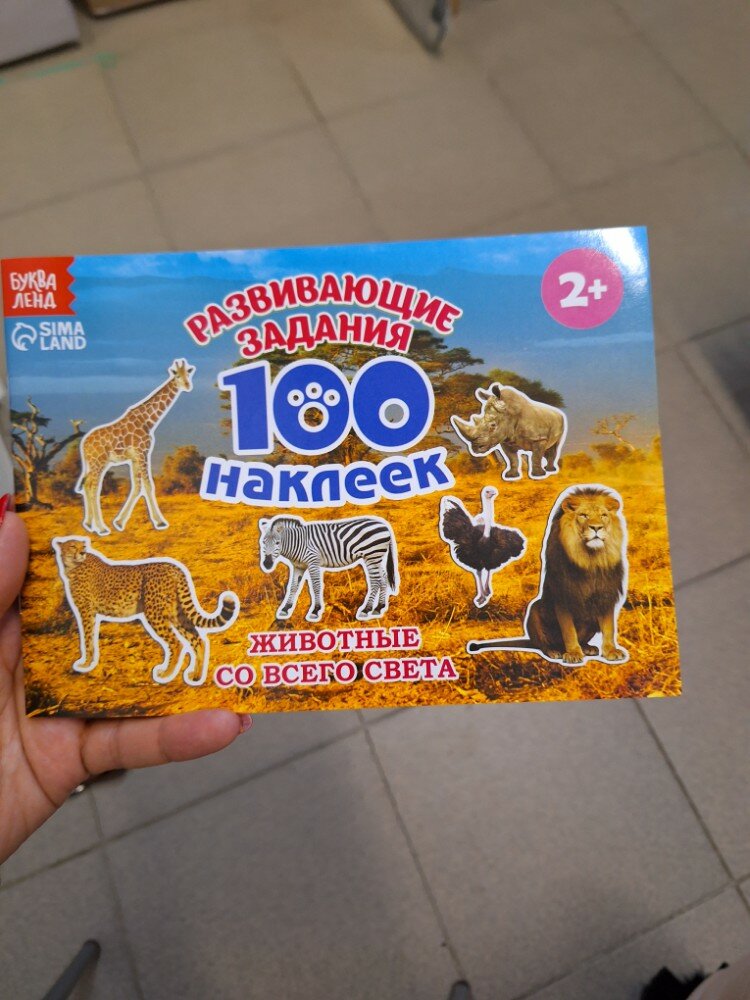 БУКВА
ЛЕНД
SIMA
LAND
РАЗВИВАЮЩИЕ
ЗАДАНИЯ
2+
100
наклеек
ЖИВОТНЫЕ
СО ВСЕГО СВЕТА